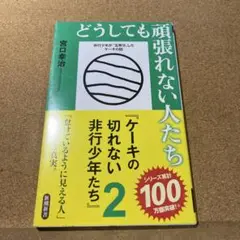 どうしても頑張れない人たち
宮口幸治
『ケーキの
切れない
非行少年たち』
2
シリーズ累計
100
万部突破!!
新潮新書